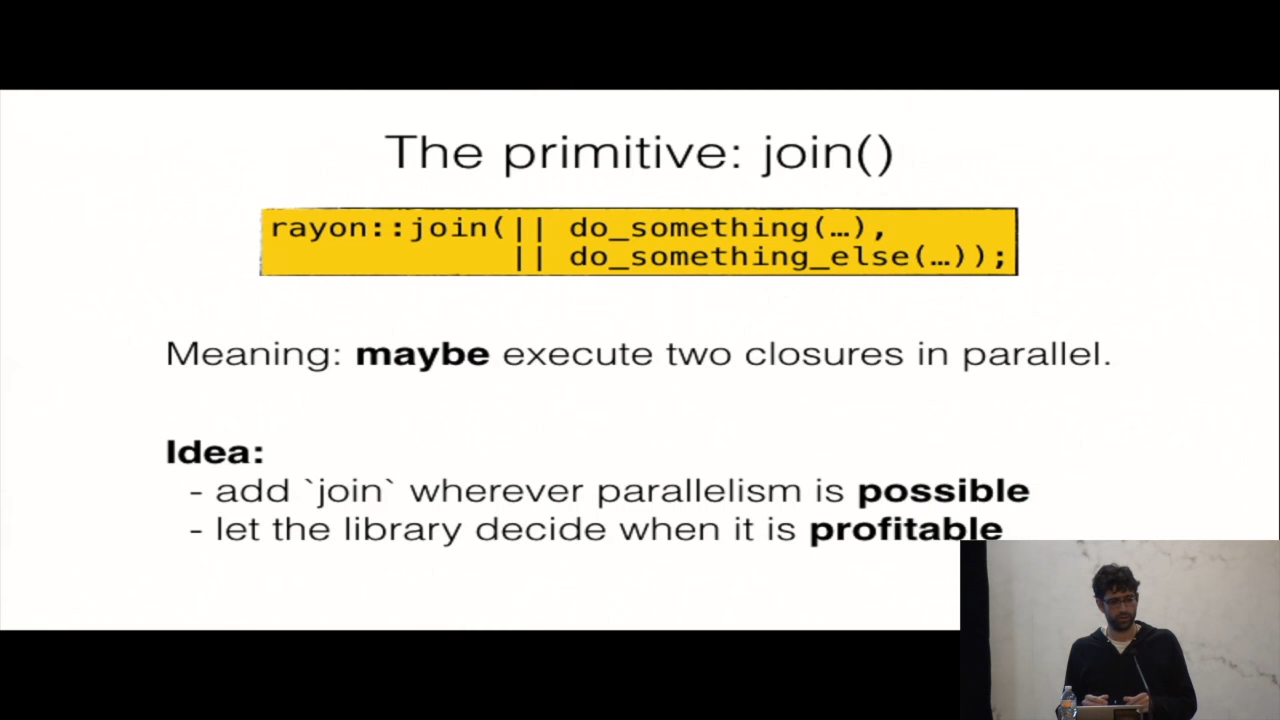 The primitive: join()
rayon::join(|| do_something(…),
|| do_something_else(…));
Meaning: maybe execute two closures in parallel.
Idea:
- add `join` wherever parallelism is possible
- let the library decide when it is profitable